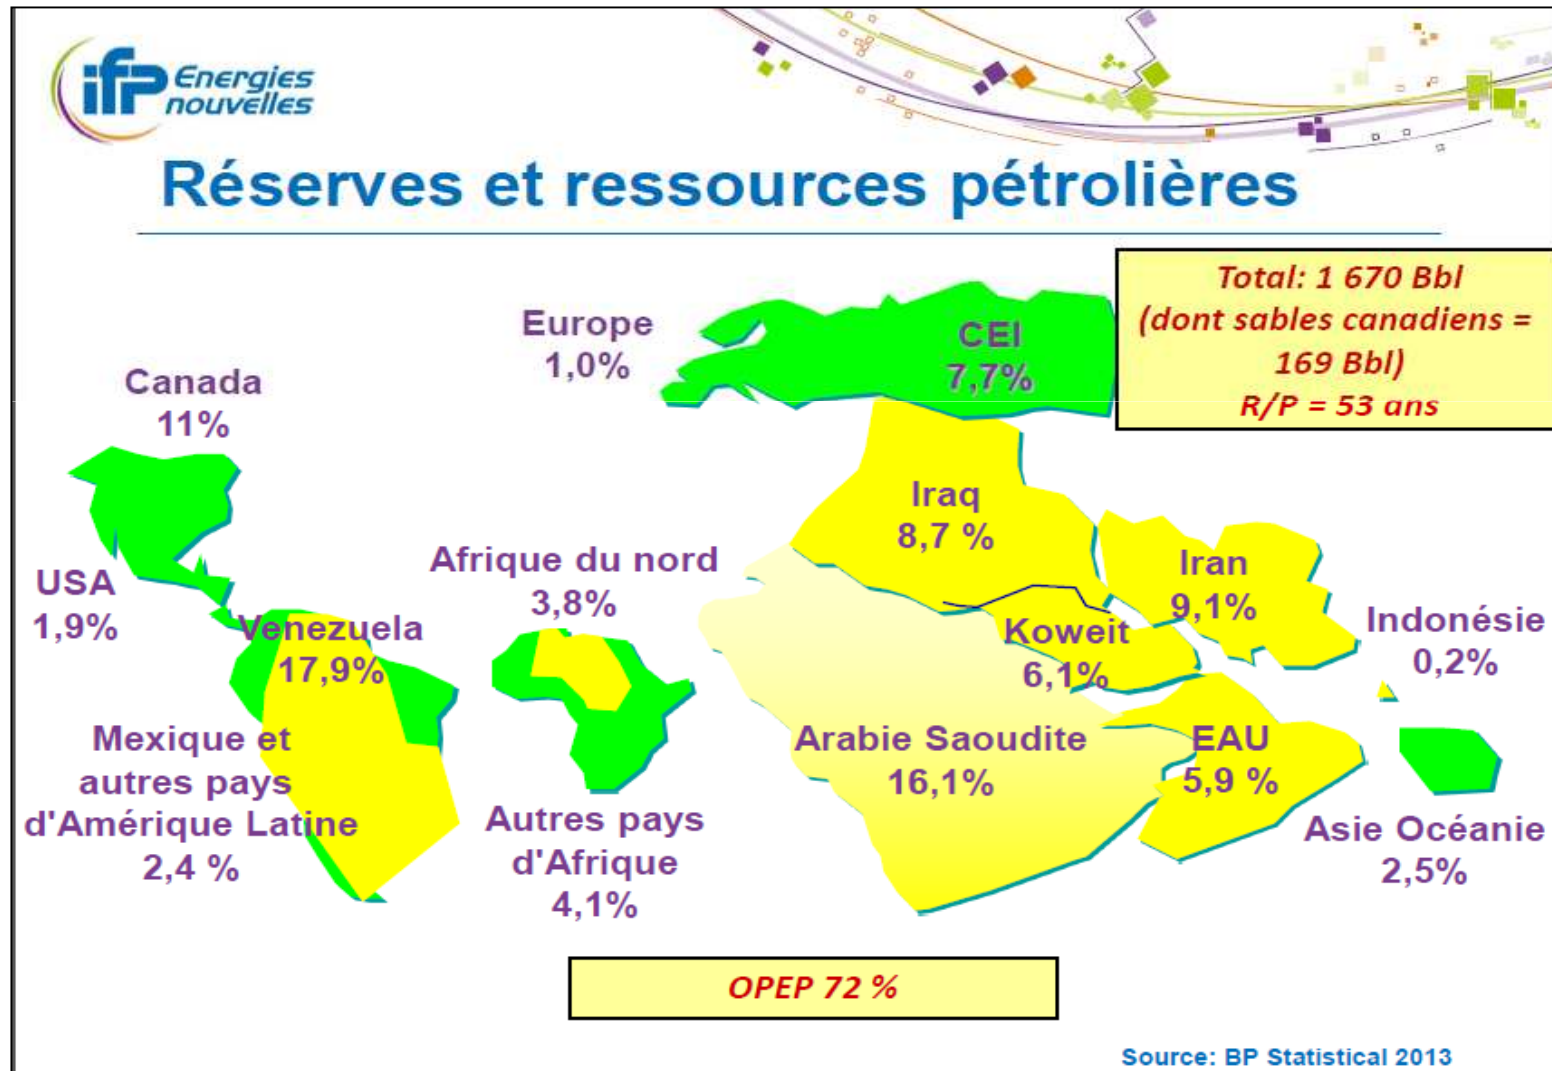 ifp Energies
nouvelles
Réserves et ressources pétrolières
Total: 1 670 Bbl
(dont sables canadiens =
169 Bbl)
R/P = 53 ans
Europe
1,0%
CEI
7,7%
Canada
11%
USA
1,9%
Venezuela
17,9%
Mexique et
autres pays
d'Amérique Latine
2,4 %
Afrique du nord
3,8%
Autres pays
d'Afrique
4,1%
Iraq
8,7 %
Iran
9,1%
Koweit
6,1%
Arabie Saoudite
16,1%
EAU
5,9 %
Indonésie
0,2%
Asie Océanie
2,5%
OPEP 72 %
Source: BP Statistical 2013